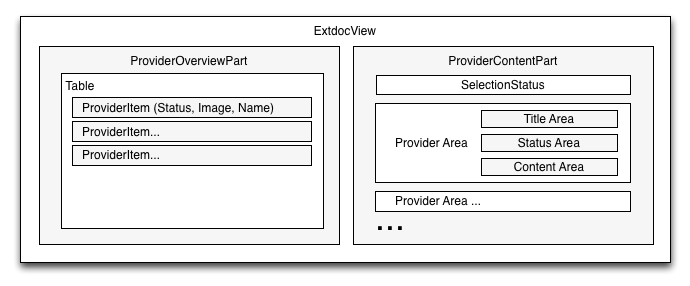 ExtdocView
ProviderOverviewPart
Table
ProviderItem (Status, Image, Name)
ProviderItem...
ProviderItem...
ProviderContentPart
SelectionStatus
Provider Area
Title Area
Status Area
Content Area
Provider Area ...
...